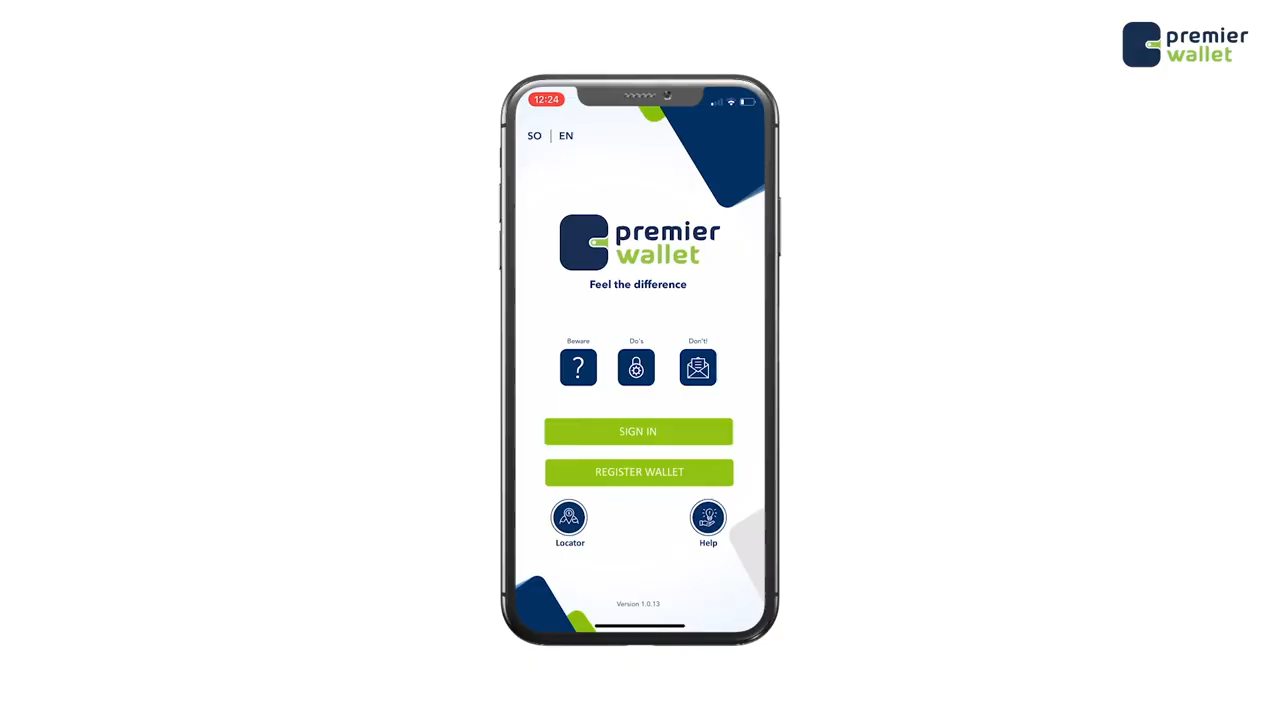 premier
wallet
12:24
SO | EN
premier
wallet
Feel the difference
Beware
Do's
Don't!
SIGN IN
REGISTER WALLET
Locator
Help
Version 1.0.13